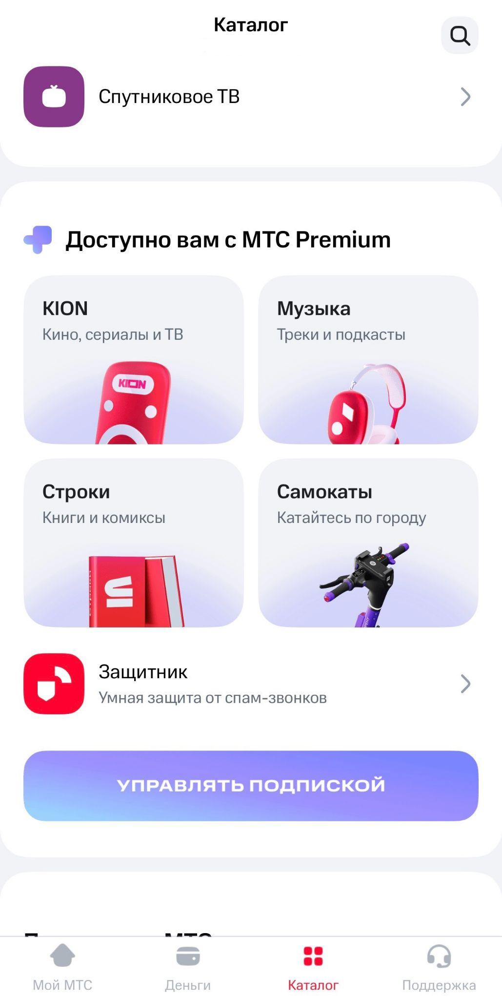 Каталог
Спутниковое ТВ
Доступно вам с МТС Premium
KION
Кино, сериалы и ТВ
KION
Музыка
Треки и подкасты
Строки
Книги и комиксы
Самокаты
Катайтесь по городу
Защитник
Умная защита от спам-звонков
УПРАВЛЯТЬ ПОДПИСКОЙ
МТС
Мой МТС
Деньги
Каталог
Поддержка